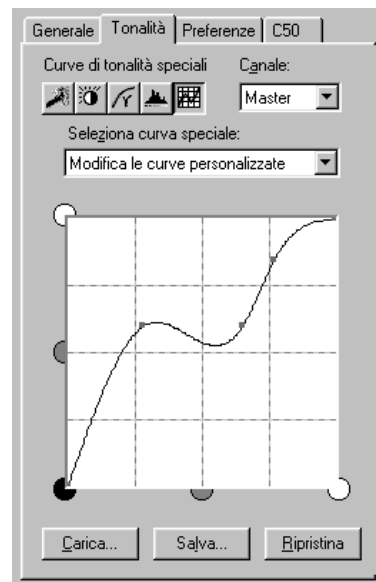 Generale Tonalità Preferenze C50
Curve di tonalità speciali Canale:
Master
Seleziona curva speciale:
Modifica le curve personalizzate
Carica... Salva... Ripristina